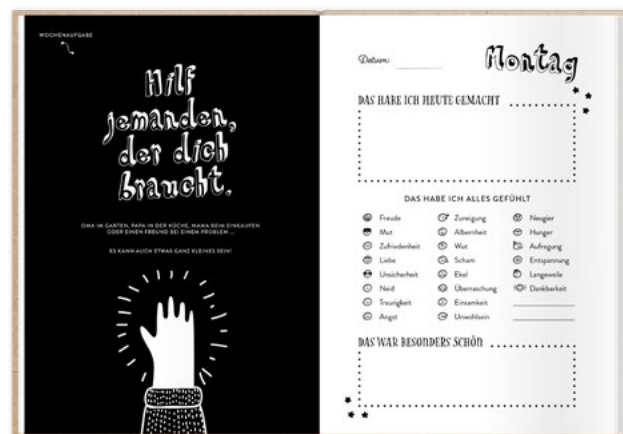 WOCHENAUFGABE
Hilf
jemanden,
der dich
braucht.
OMA IM GARTEN, PAPA IN DER KÜCHE, MAMA BEIM EINKAUFEN
ODER EINEN FREUND BEI EINEM PROBLEM ...
ES KANN AUCH ETWAS GANZ KLEINES SEIN!
Datum:
Montag
DAS HABE ICH HEUTE GEMACHT
DAS HABE ICH ALLES GEFÜHLT
Freude Zuneigung Neugier
Mut Albernheit Hunger
Zufriedenheit Wut Aufregung
Liebe Scham Entspannung
Unsicherheit Ekel Langeweile
Neid Überraschung Dankbarkeit
Traurigkeit Einsamkeit
Angst Unwohlsein
DAS WAR BESONDERS SCHÖN